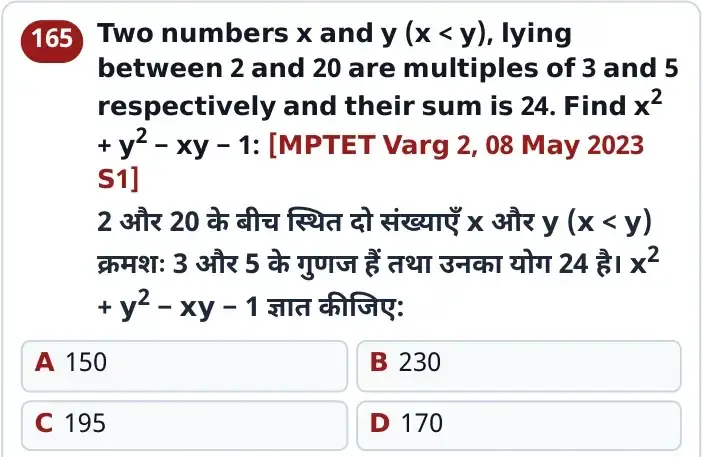 165 Two numbers x and y (x < y), lying
between 2 and 20 are multiples of 3 and 5
respectively and their sum is 24. Find x²
+ y² − xy − 1: [MPTET Varg 2, 08 May 2023
S1]
2 और 20 के बीच स्थित दो संख्याएँ x और y (x < y)
क्रमशः 3 और 5 के गुणज हैं तथा उनका योग 24 है। x²
+ y² − xy − 1 ज्ञात कीजिए:
A 150 B 230
C 195 D 170